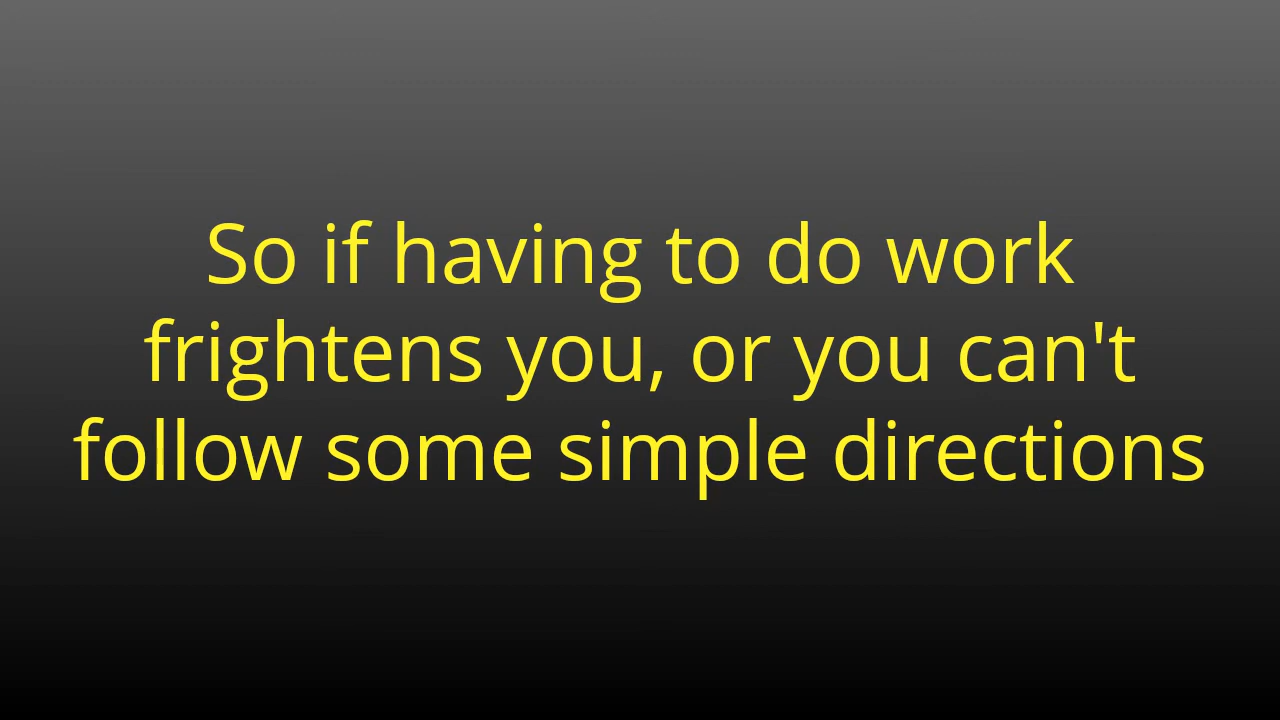 So if having to do work
frightens you, or you can't
follow some simple directions